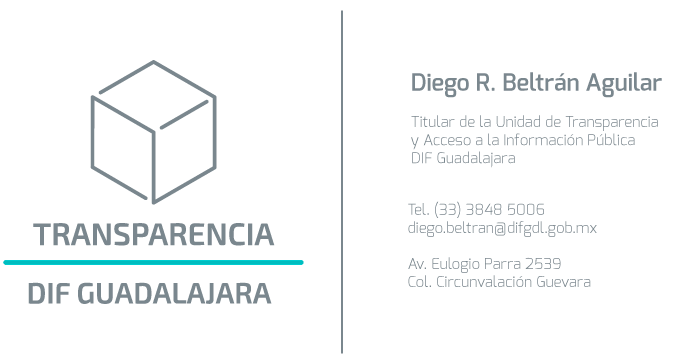 TRANSPARENCIA
DIF GUADALAJARA
Diego R. Beltrán Aguilar
Titular de la Unidad de Transparencia
y Acceso a la Información Pública
DIF Guadalajara
Tel. (33) 3848 5006
diego.beltran@difgdl.gob.mx
Av. Eulogio Parra 2539
Col. Circunvalación Guevara